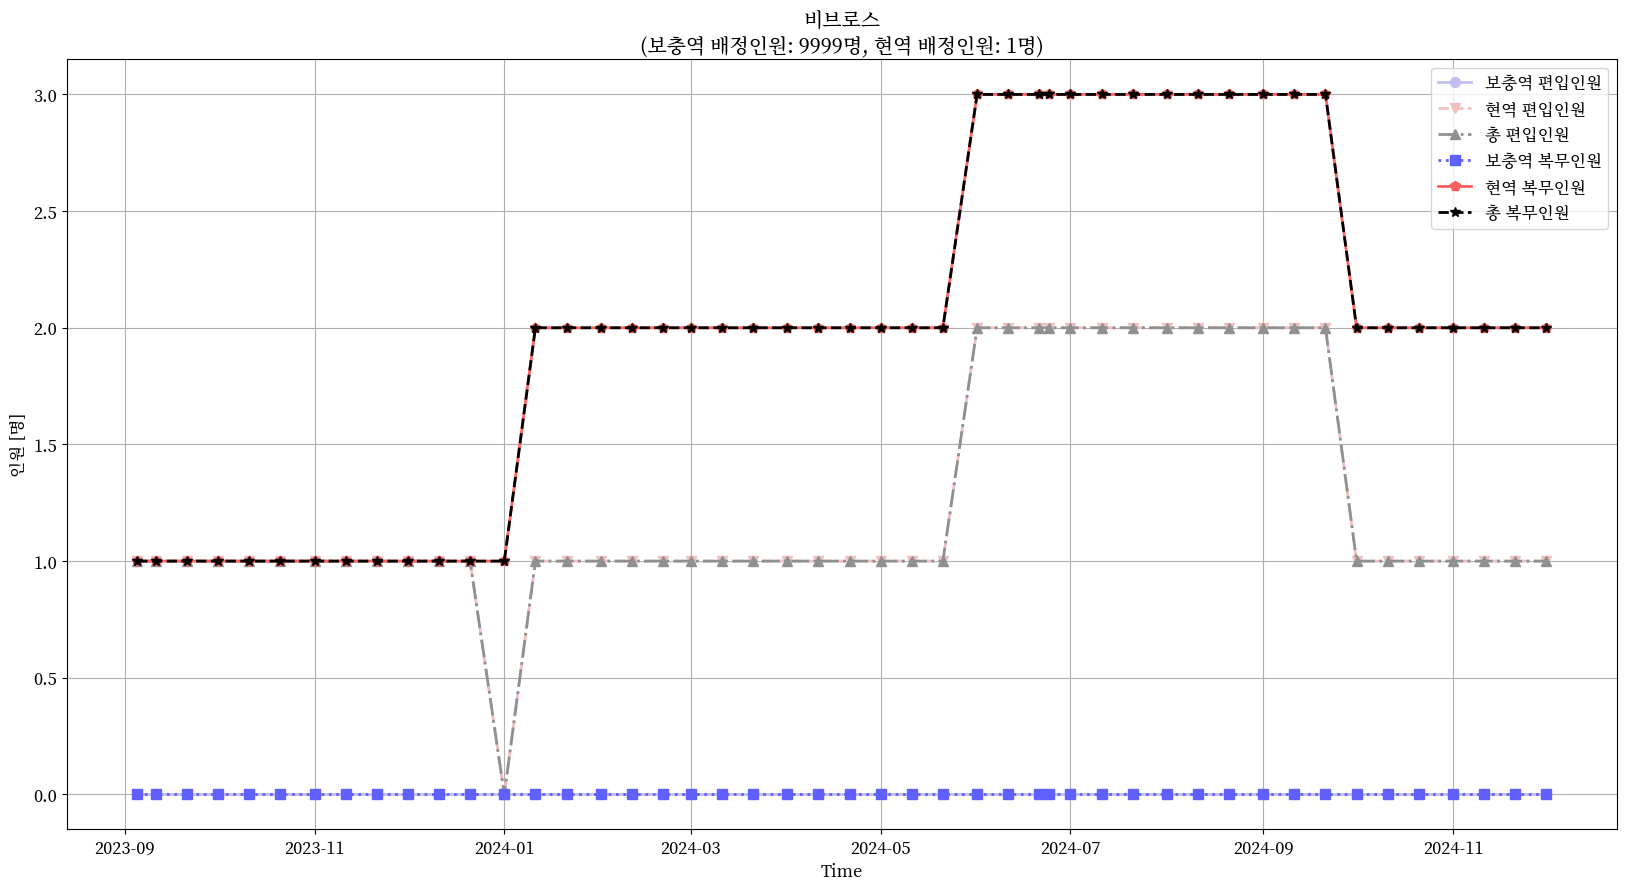 비브로스
(보충역 배정인원: 9999명, 현역 배정인원: 1명)
보충역 편입인원
현역 편입인원
총 편입인원
보충역 복무인원
현역 복무인원
총 복무인원
인원 [명]
3.0
2.5
2.0
1.5
1.0
0.5
0.0
2023-09
2023-11
2024-01
2024-03
2024-05
2024-07
2024-09
2024-11
Time